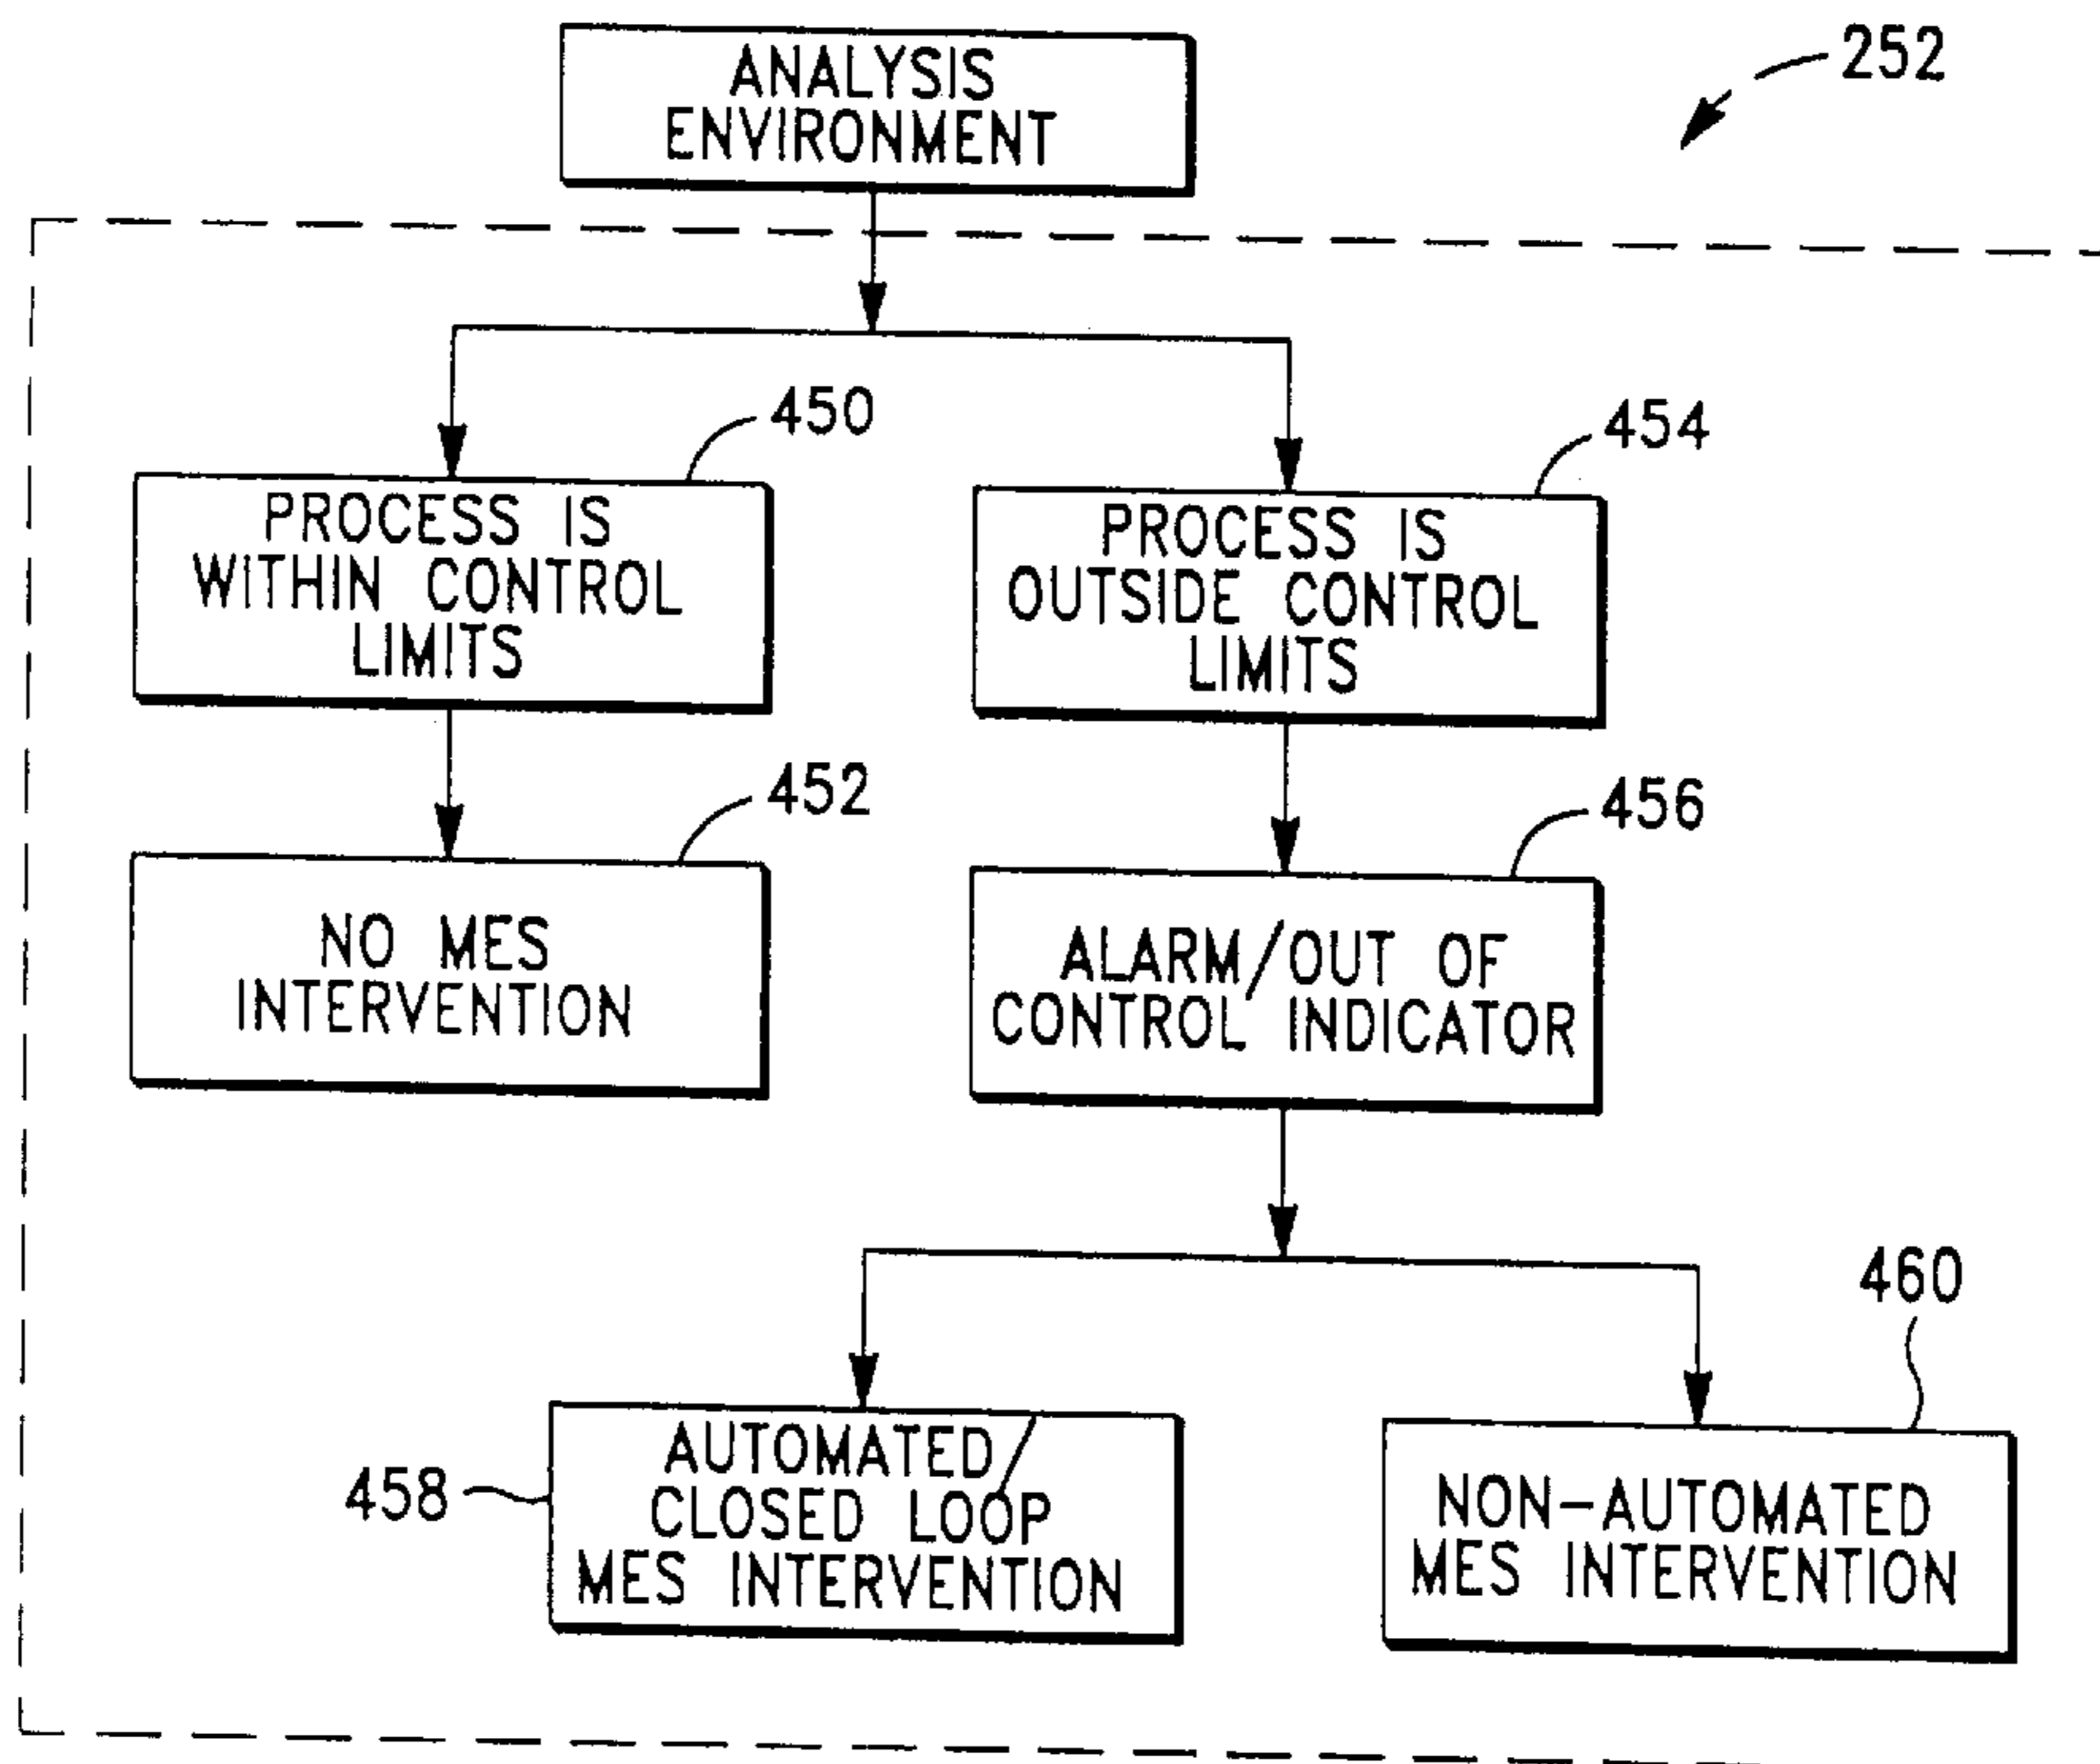 ANALYSIS
ENVIRONMENT
252
450
454
PROCESS IS
WITHIN CONTROL
LIMITS
PROCESS IS
OUTSIDE CONTROL
LIMITS
452
456
NO MES
INTERVENTION
ALARM/OUT OF
CONTROL INDICATOR
460
458
AUTOMATED
CLOSED LOOP
MES INTERVENTION
NON-AUTOMATED
MES INTERVENTION